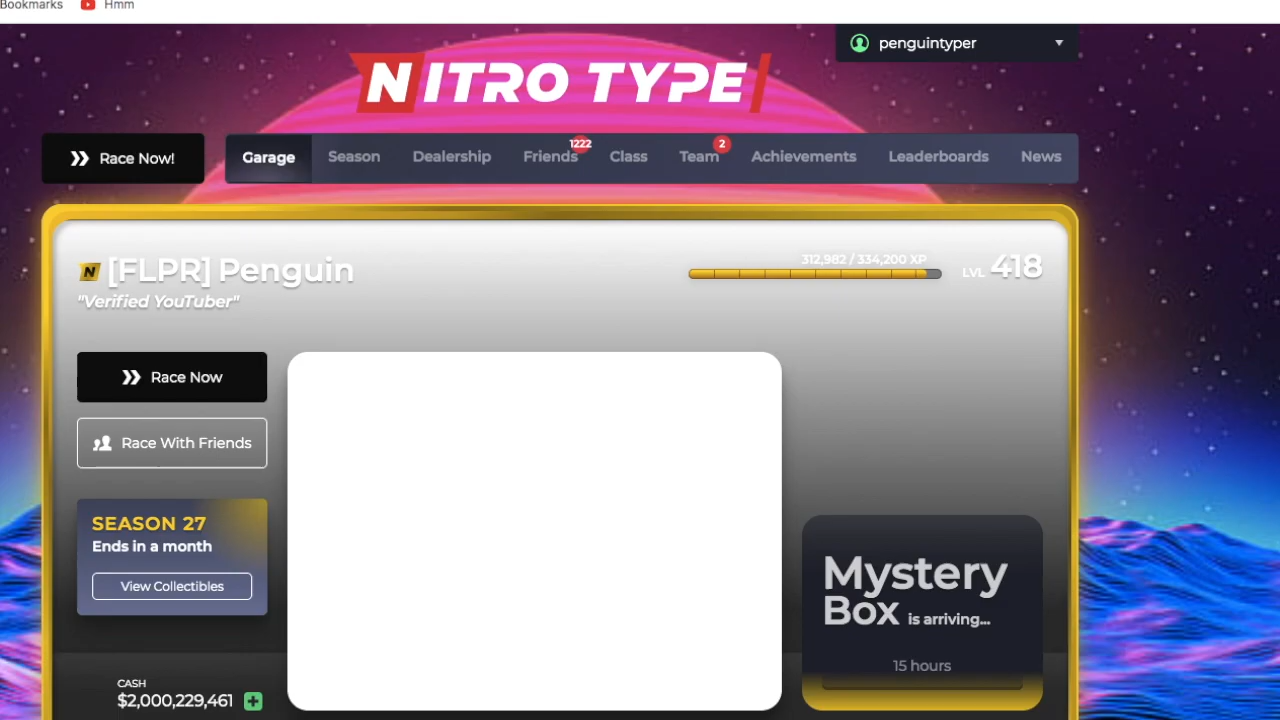 Bookmarks Hmm
penguintyper
NITRO TYPE
Race Now! Garage Season Dealership Friends 1222 Class Team 2 Achievements Leaderboards News
N [FLPR] Penguin
312,982 / 334,200 XP LVL 418
"Verified YouTuber"
Race Now
Race With Friends
SEASON 27
Ends in a month
View Collectibles
Mystery
Box is arriving...
15 hours
CASH
$2,000,229,461